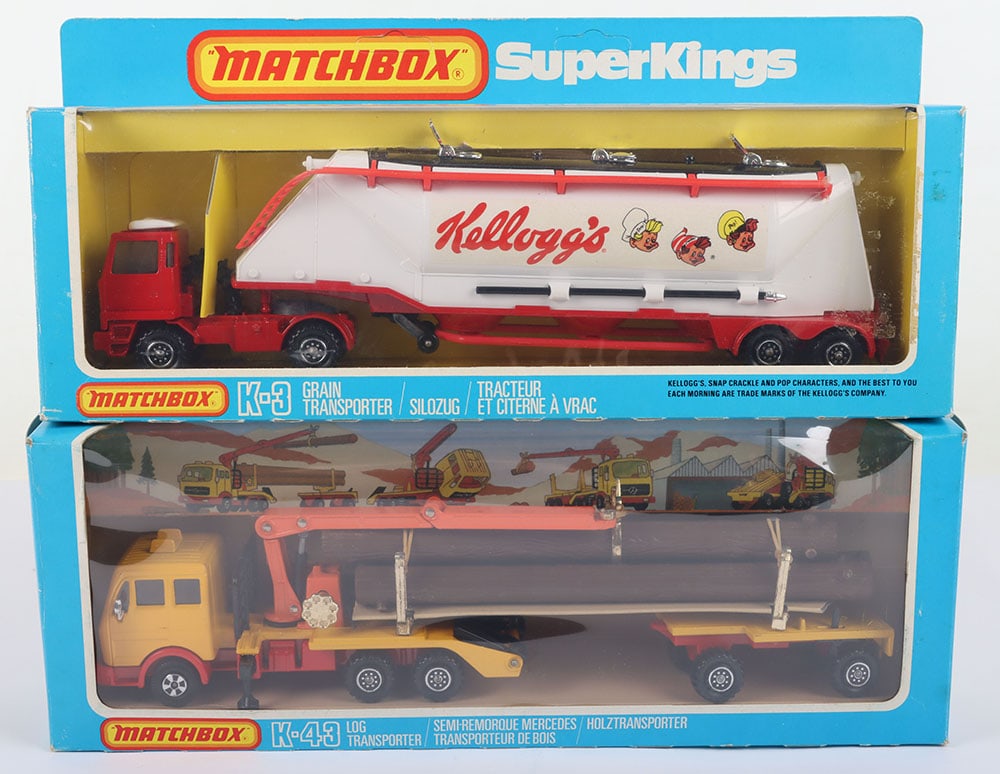 "MATCHBOX"® SuperKings
Kellogg's®
"MATCHBOX"® K-3 GRAIN TRANSPORTER / SILOZUG / TRACTEUR ET CITERNE À VRAC
KELLOGG'S, SNAP CRACKLE AND POP CHARACTERS, AND THE BEST TO YOU
EACH MORNING ARE TRADE MARKS OF THE KELLOGG'S COMPANY.
"MATCHBOX"® K-43 LOG TRANSPORTER / SEMI-REMORQUE MERCEDES TRANSPORTEUR DE BOIS / HOLZTRANSPORTER